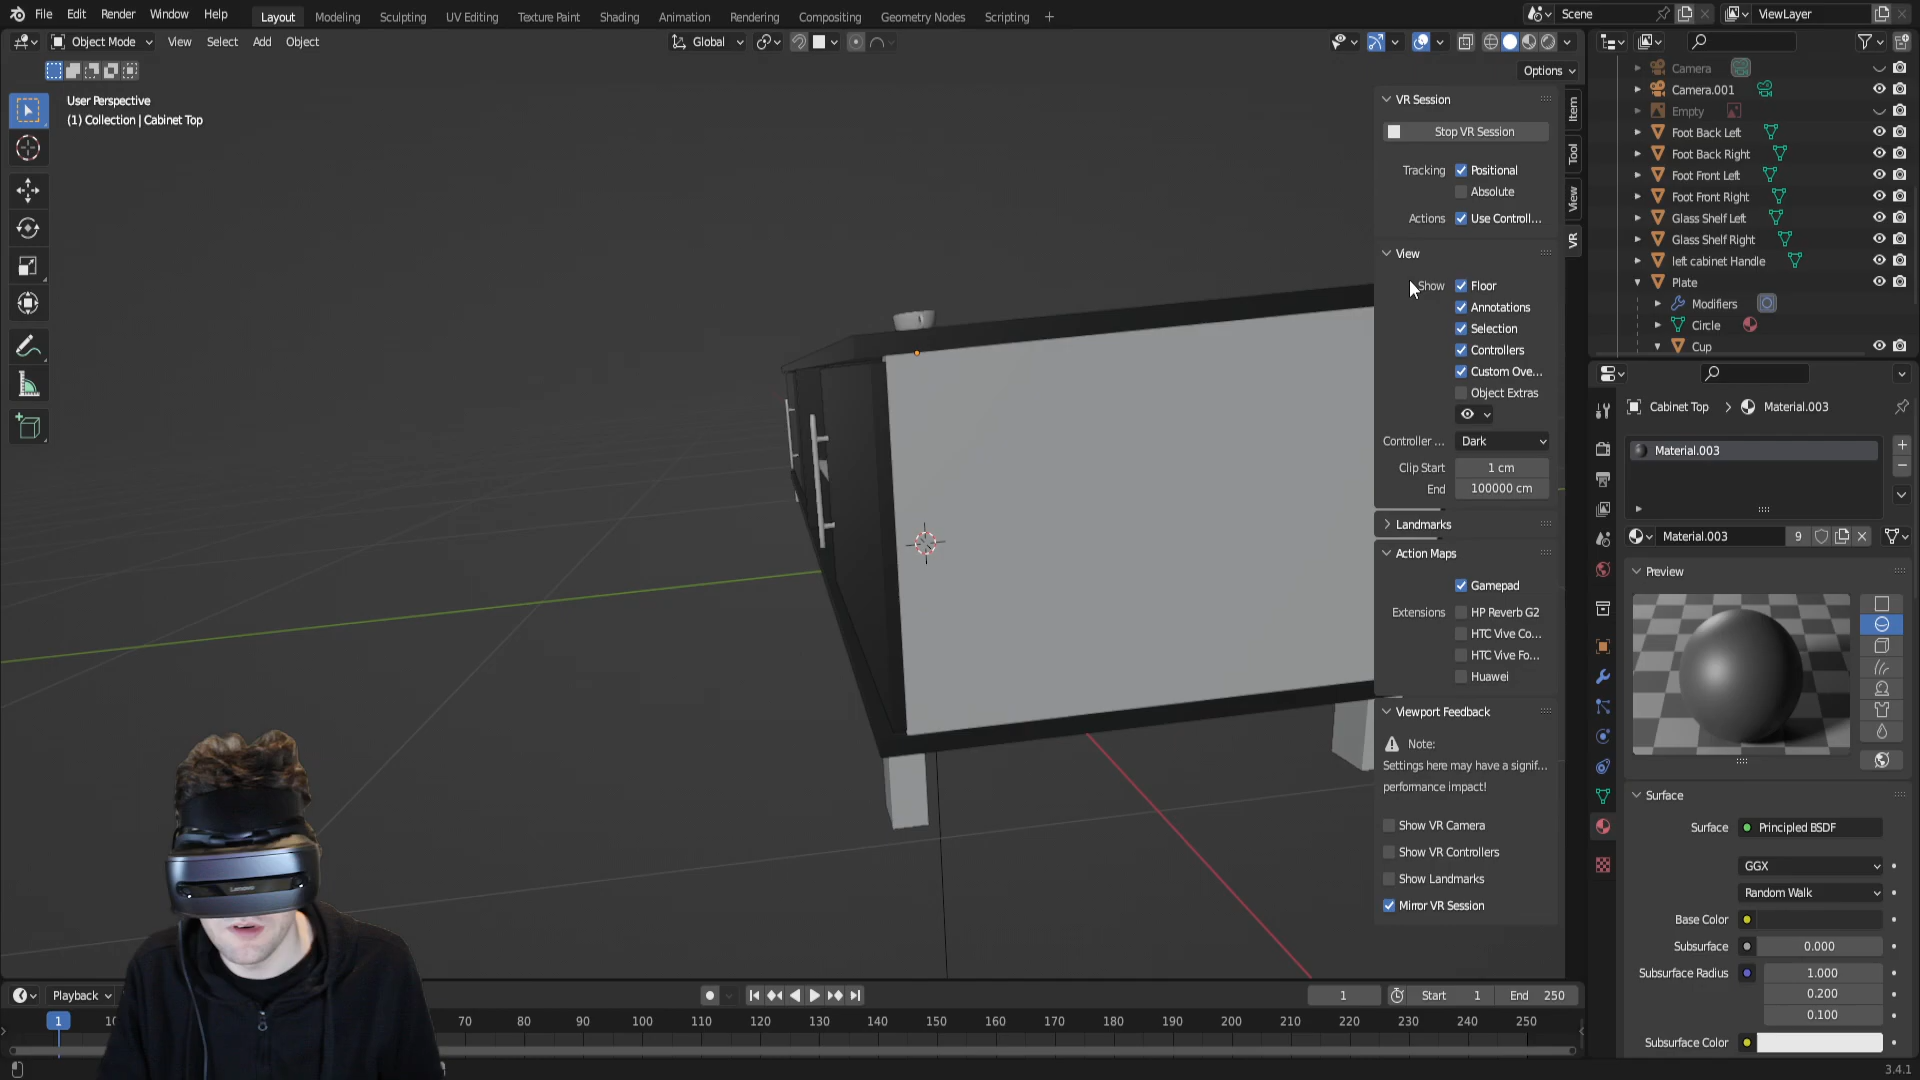 File Edit Render Window Help
Layout Modeling Sculpting UV Editing Texture Paint Shading Animation Rendering Compositing Geometry Nodes Scripting +
Scene
ViewLayer
Object Mode View Select Add Object
Global
Options
User Perspective
(1) Collection | Cabinet Top
VR Session
Stop VR Session
Tracking Positional
Absolute
Actions Use Controll...
View
Show Floor
Annotations
Selection
Controllers
Custom Ove...
Object Extras
Controller ... Dark
Clip Start 1 cm
End 100000 cm
Landmarks
Action Maps
Gamepad
Extensions HP Reverb G2
HTC Vive Co...
HTC Vive Fo...
Huawei
Viewport Feedback
Note:
Settings here may have a signif...
performance impact!
Show VR Camera
Show VR Controllers
Show Landmarks
Mirror VR Session
Item
Tool
View
VR
Camera
Camera.001
Empty
Foot Back Left
Foot Back Right
Foot Front Left
Foot Front Right
Glass Shelf Left
Glass Shelf Right
left cabinet Handle
Plate
Modifiers
Circle
Cup
Cabinet Top > Material.003
Material.003
Material.003 9
Preview
Surface
Surface Principled BSDF
GGX
Random Walk
Base Color
Subsurface 0.000
Subsurface Radius 1.000
0.200
0.100
Subsurface Color
Lenovo
Playback
1 Start 1 End 250
1 10 70 80 90 100 110 120 130 140 150 160 170 180 190 200 210 220 230 240 250
3.4.1